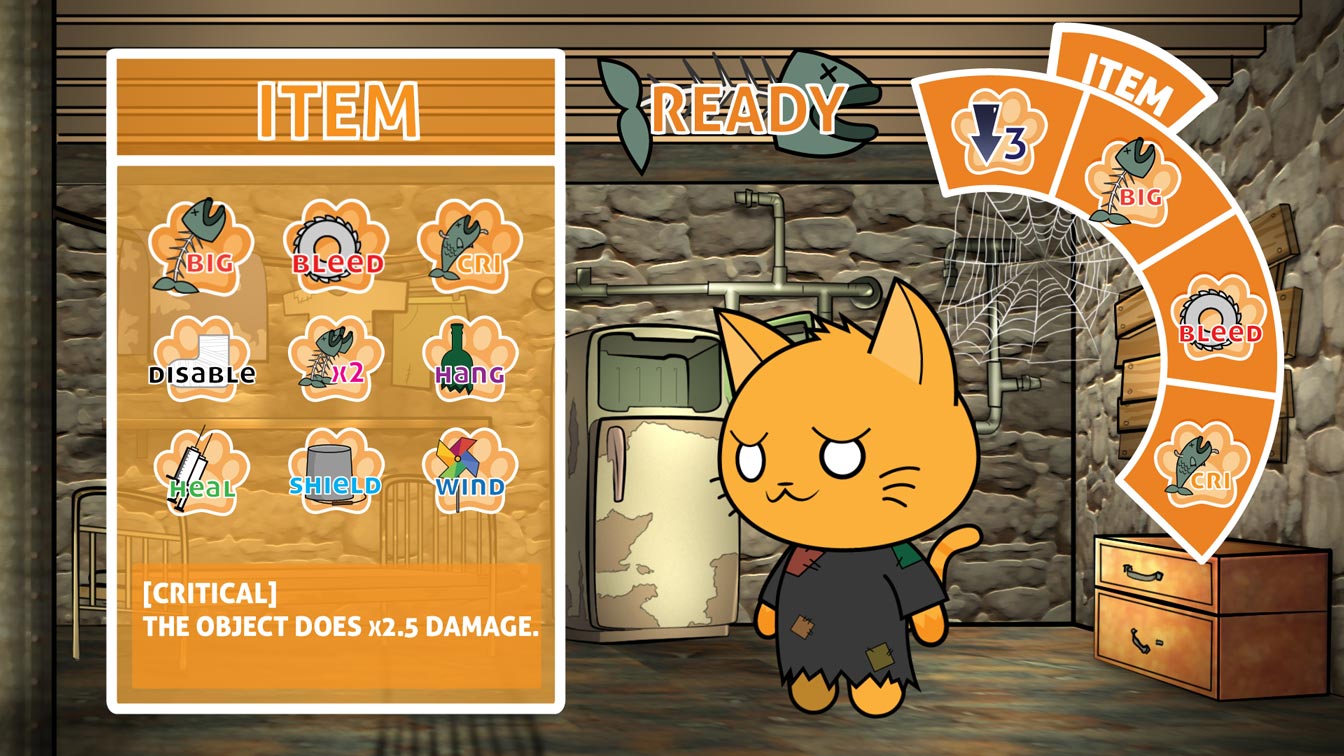 ITEM
BIG
BLeeD
CRI
DISaBLe
x2
HaNG
HeaL
SHIeLD
WIND
[CRITICAL]
THE OBJECT DOES x2.5 DAMAGE.
READY
ITEM
3
BIG
BLeeD
CRI